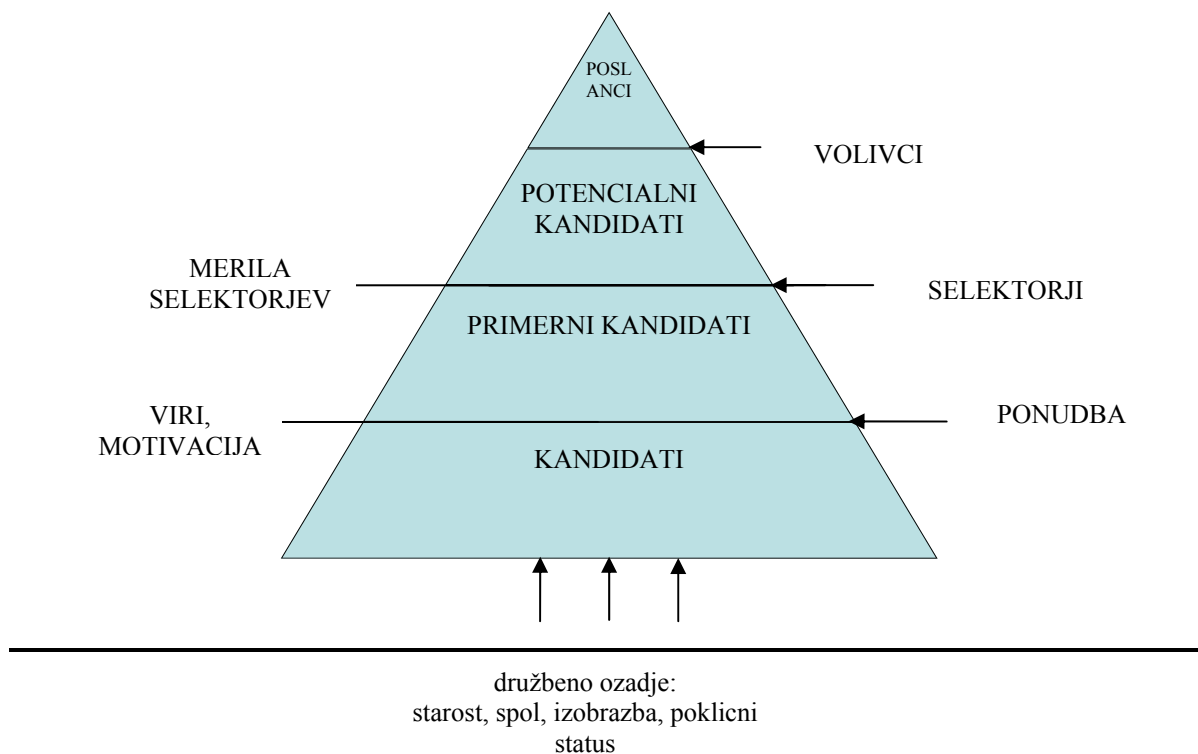 POSL
ANCI
VOLIVCI
POTENCIALNI
KANDIDATI
MERILA
SELEKTORJEV
SELEKTORJI
PRIMERNI KANDIDATI
VIRI,
MOTIVACIJA
PONUDBA
KANDIDATI
družbeno ozadje:
starost, spol, izobrazba, poklicni
status